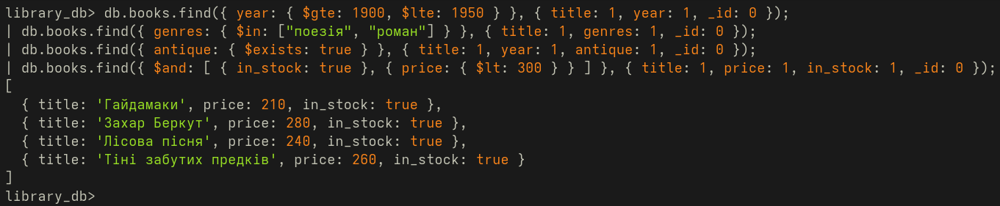 library_db> db.books.find({ year: { $gte: 1900, $lte: 1950 } }, { title: 1, year: 1, _id: 0 });
| db.books.find({ genres: { $in: ["поезія", "роман"] } }, { title: 1, genres: 1, _id: 0 });
| db.books.find({ antique: { $exists: true } }, { title: 1, year: 1, antique: 1, _id: 0 });
| db.books.find({ $and: [ { in_stock: true }, { price: { $lt: 300 } } ] }, { title: 1, price: 1, in_stock: 1, _id: 0 });
[
  { title: 'Гайдамаки', price: 210, in_stock: true },
  { title: 'Захар Беркут', price: 280, in_stock: true },
  { title: 'Лісова пісня', price: 240, in_stock: true },
  { title: 'Тіні забутих предків', price: 260, in_stock: true }
]
library_db>